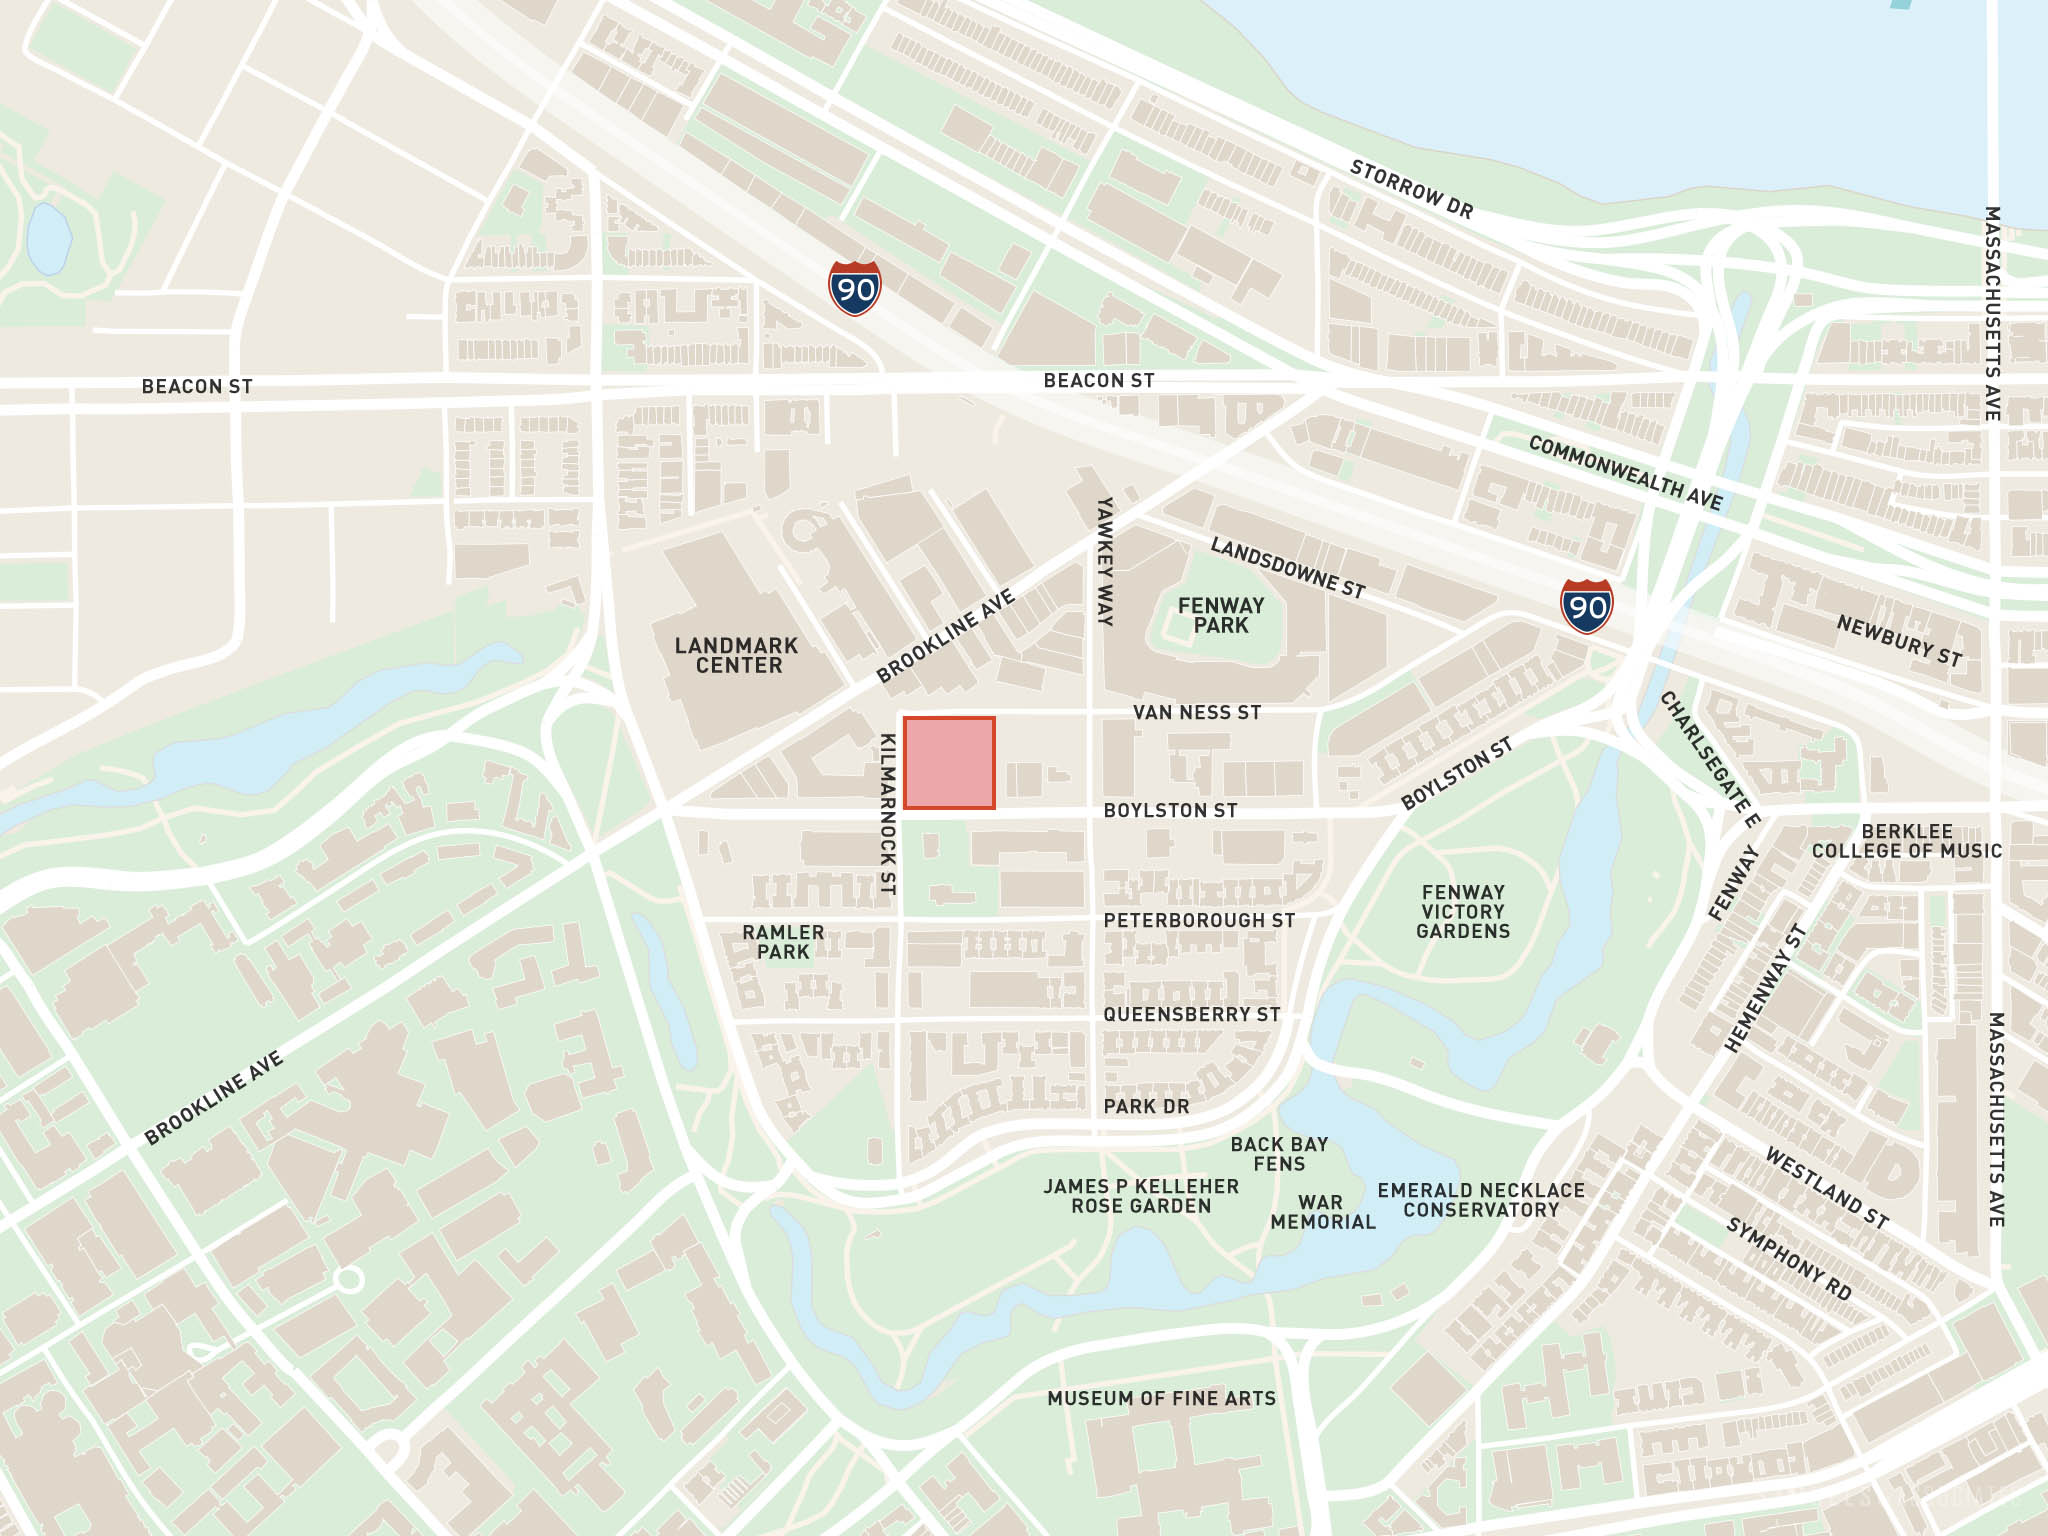 STORROW DR
MASSACHUSETTS AVE
90
BEACON ST
BEACON ST
COMMONWEALTH AVE
YAWKEY WAY
LANDSDOWNE ST
90
FENWAY
PARK
BROOKLINE AVE
NEWBURY ST
LANDMARK
CENTER
VAN NESS ST
CHARLSEGATE E
KILMARNOCK ST
BOYLSTON ST
BOYLSTON ST
BERKLEE
COLLEGE OF MUSIC
FENWAY
FENWAY
VICTORY
GARDENS
PETERBOROUGH ST
RAMLER
PARK
HEMENWAY ST
QUEENSBERRY ST
MASSACHUSETTS AVE
BROOKLINE AVE
PARK DR
BACK BAY
FENS
JAMES P KELLEHER
ROSE GARDEN
WAR
MEMORIAL
EMERALD NECKLACE
CONSERVATORY
WESTLAND ST
SYMPHONY RD
MUSEUM OF FINE ARTS